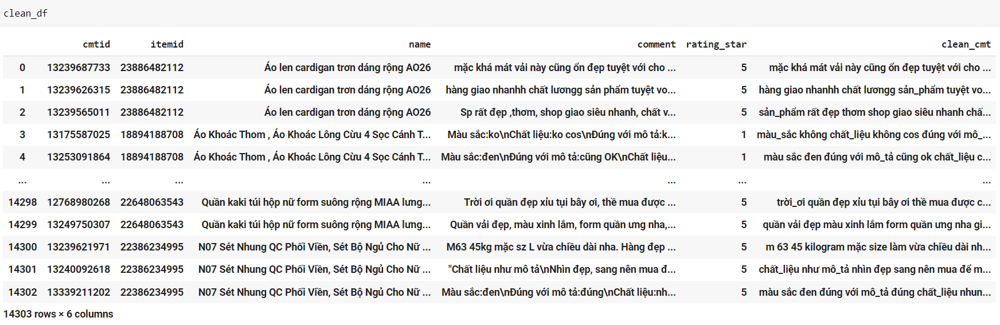 clean_df
cmtid itemid name comment rating_star clean_cmt
0 13239687733 23886482112 Áo len cardigan trơn dáng rộng AO26 mặc khá mát vải này cũng ổn đẹp tuyệt với cho ... 5 mặc khá mát vải này cũng ổn đẹp tuyệt với cho ...
1 13239626315 23886482112 Áo len cardigan trơn dáng rộng AO26 hàng giao nhanhh chất lươngg sản phẩm tuyệt vo... 5 hàng giao nhanhh chất lươngg sản_phẩm tuyệt vo...
2 13239565011 23886482112 Áo len cardigan trơn dáng rộng AO26 Sp rất đẹp ,thơm, shop giao siêu nhanh, chất v... 5 sản_phẩm rất đẹp thơm shop giao siêu nhanh chấ...
3 13175587025 18894188708 Áo Khoác Thom , Áo Khoác Lông Cừu 4 Sọc Cánh T... Màu sắc:ko\nChất liệu:ko cos\nĐúng với mô tả:k... 1 màu_sắc không chất_liệu không cos đúng với mô_...
4 13253091864 18894188708 Áo Khoác Thom , Áo Khoác Lông Cừu 4 Sọc Cánh T... Màu sắc:đen\nĐúng với mô tả:cũng OK\nChất liệu... 1 màu sắc đen đúng với mô_tả cũng ok chất_liệu c...
... ... ... ... ... ... ...
14298 12768980268 22648063543 Quần kaki túi hộp nữ form suông rộng MIAA lưng... Trời ơi quần đẹp xỉu tụi bây ơi, thề mua được ... 5 trời_ơi quần đẹp xỉu tụi bây ơi thề mua được c...
14299 13249750307 22648063543 Quần kaki túi hộp nữ form suông rộng MIAA lưng... Quần vải đẹp, màu xinh lắm, form quần ưng nha,... 5 quần vải đẹp màu xinh lắm form quần ưng nha gi...
14300 13239621971 22386234995 N07 Sét Nhung QC Phối Viền, Sét Bộ Ngủ Cho Nữ ... M63 45kg mặc sz L vừa chiều dài nha. Hàng đẹp ... 5 m 63 45 kilogram mặc size làm vừa chiều dài nh...
14301 13240092618 22386234995 N07 Sét Nhung QC Phối Viền, Sét Bộ Ngủ Cho Nữ ... "Chất liệu như mô tả\nNhìn đẹp, sang nên mua đ... 5 chất_liệu như mô_tả nhìn đẹp sang nên mua để m...
14302 13339211202 22386234995 N07 Sét Nhung QC Phối Viền, Sét Bộ Ngủ Cho Nữ ... Màu sắc:đen\nĐúng với mô tả:đúng\nChất liệu:nh... 5 màu sắc đen đúng với mô_tả đúng chất_liệu nhun...
14303 rows × 6 columns